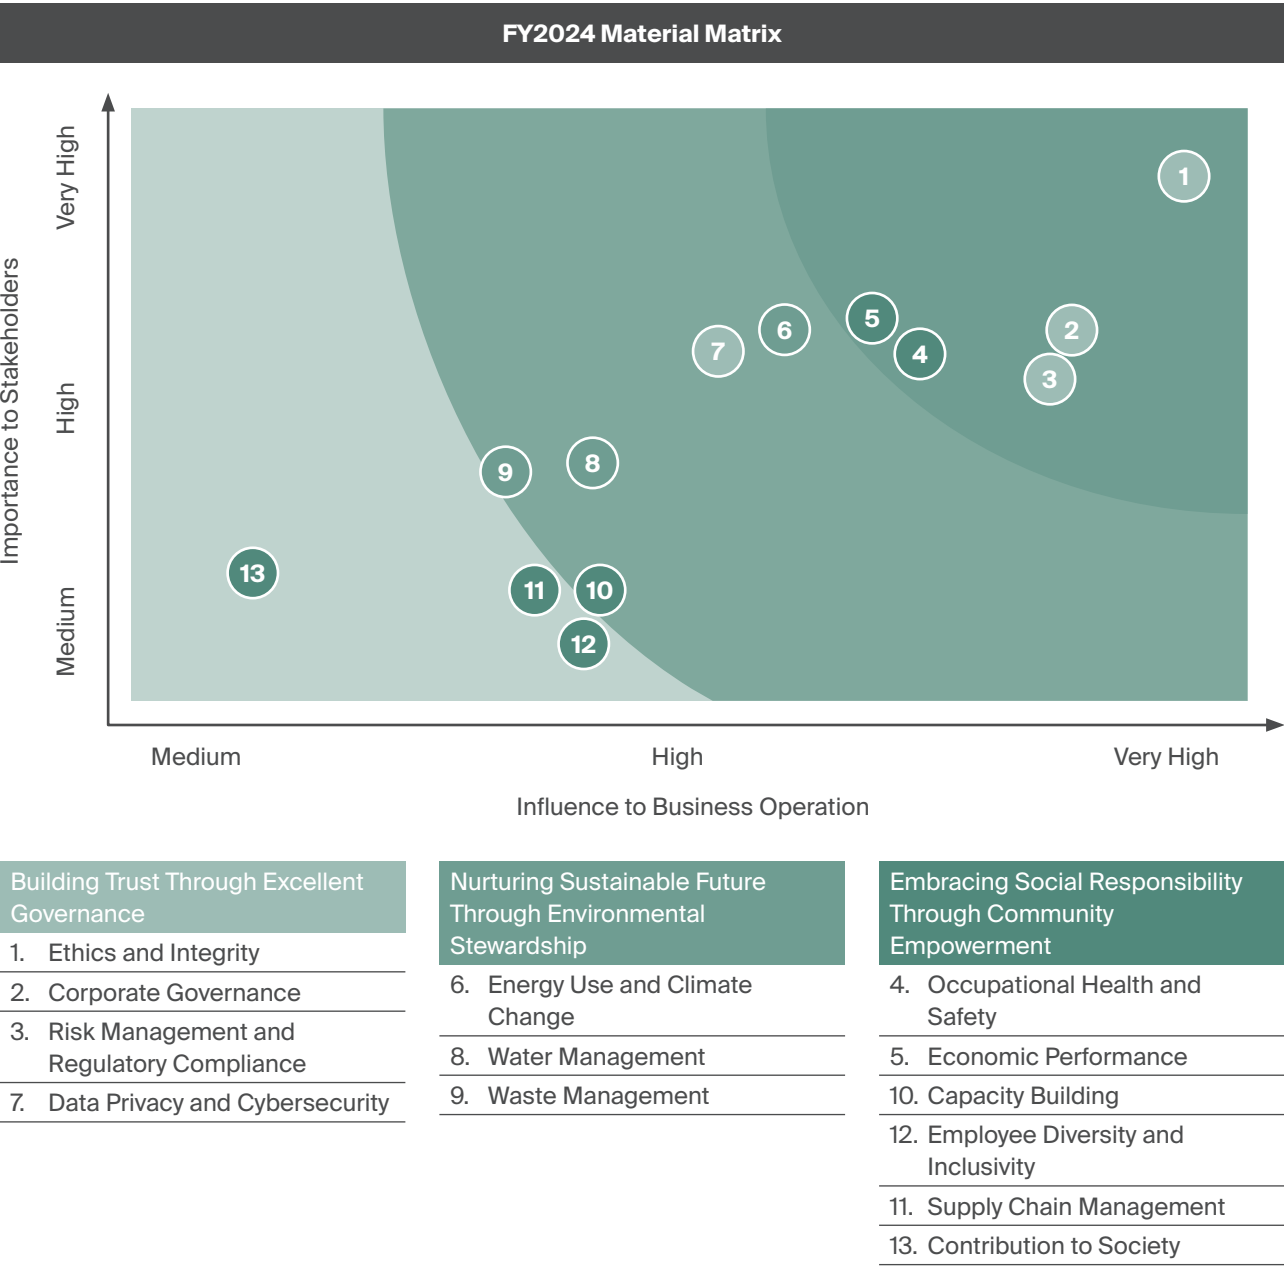 FY2024 Material Matrix
Importance to Stakeholders
Very High
High
Medium
1
2
3
4
5
6
7
8
9
10
11
12
13
Medium
High
Very High
Influence to Business Operation
Building Trust Through Excellent
Governance
1. Ethics and Integrity
2. Corporate Governance
3. Risk Management and
Regulatory Compliance
7. Data Privacy and Cybersecurity
Nurturing Sustainable Future
Through Environmental
Stewardship
6. Energy Use and Climate
Change
8. Water Management
9. Waste Management
Embracing Social Responsibility
Through Community
Empowerment
4. Occupational Health and
Safety
5. Economic Performance
10. Capacity Building
12. Employee Diversity and
Inclusivity
11. Supply Chain Management
13. Contribution to Society